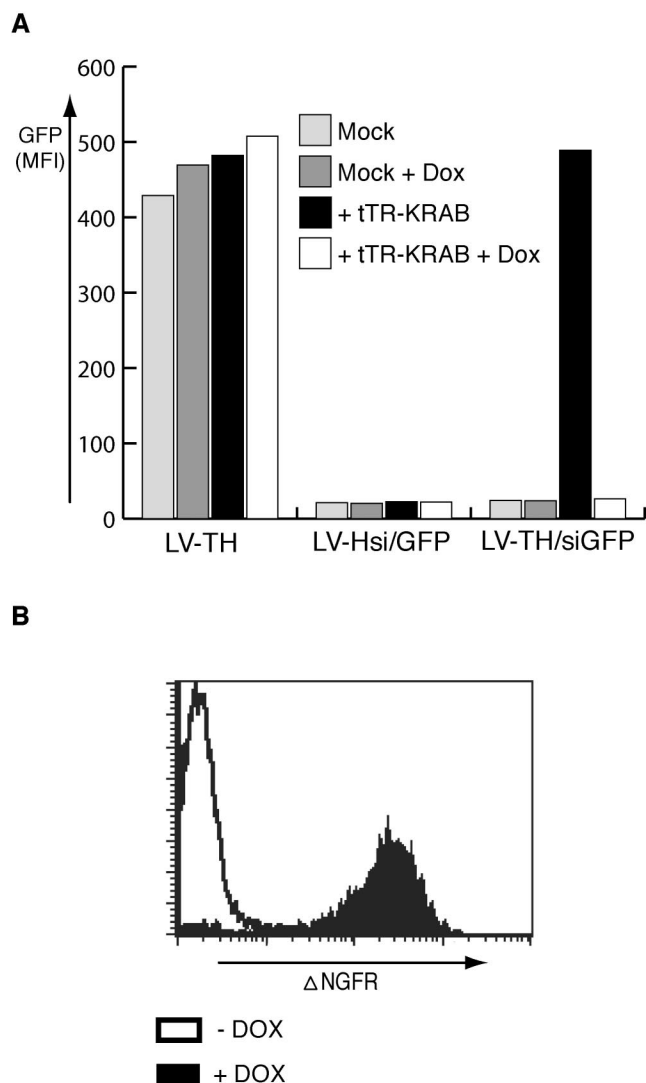 A
600
500
400
300
200
100
0
GFP
(MFI)
Mock
Mock + Dox
+ tTR-KRAB
+ tTR-KRAB + Dox
LV-TH
LV-Hsi/GFP
LV-TH/siGFP
B
△NGFR
- DOX
+ DOX